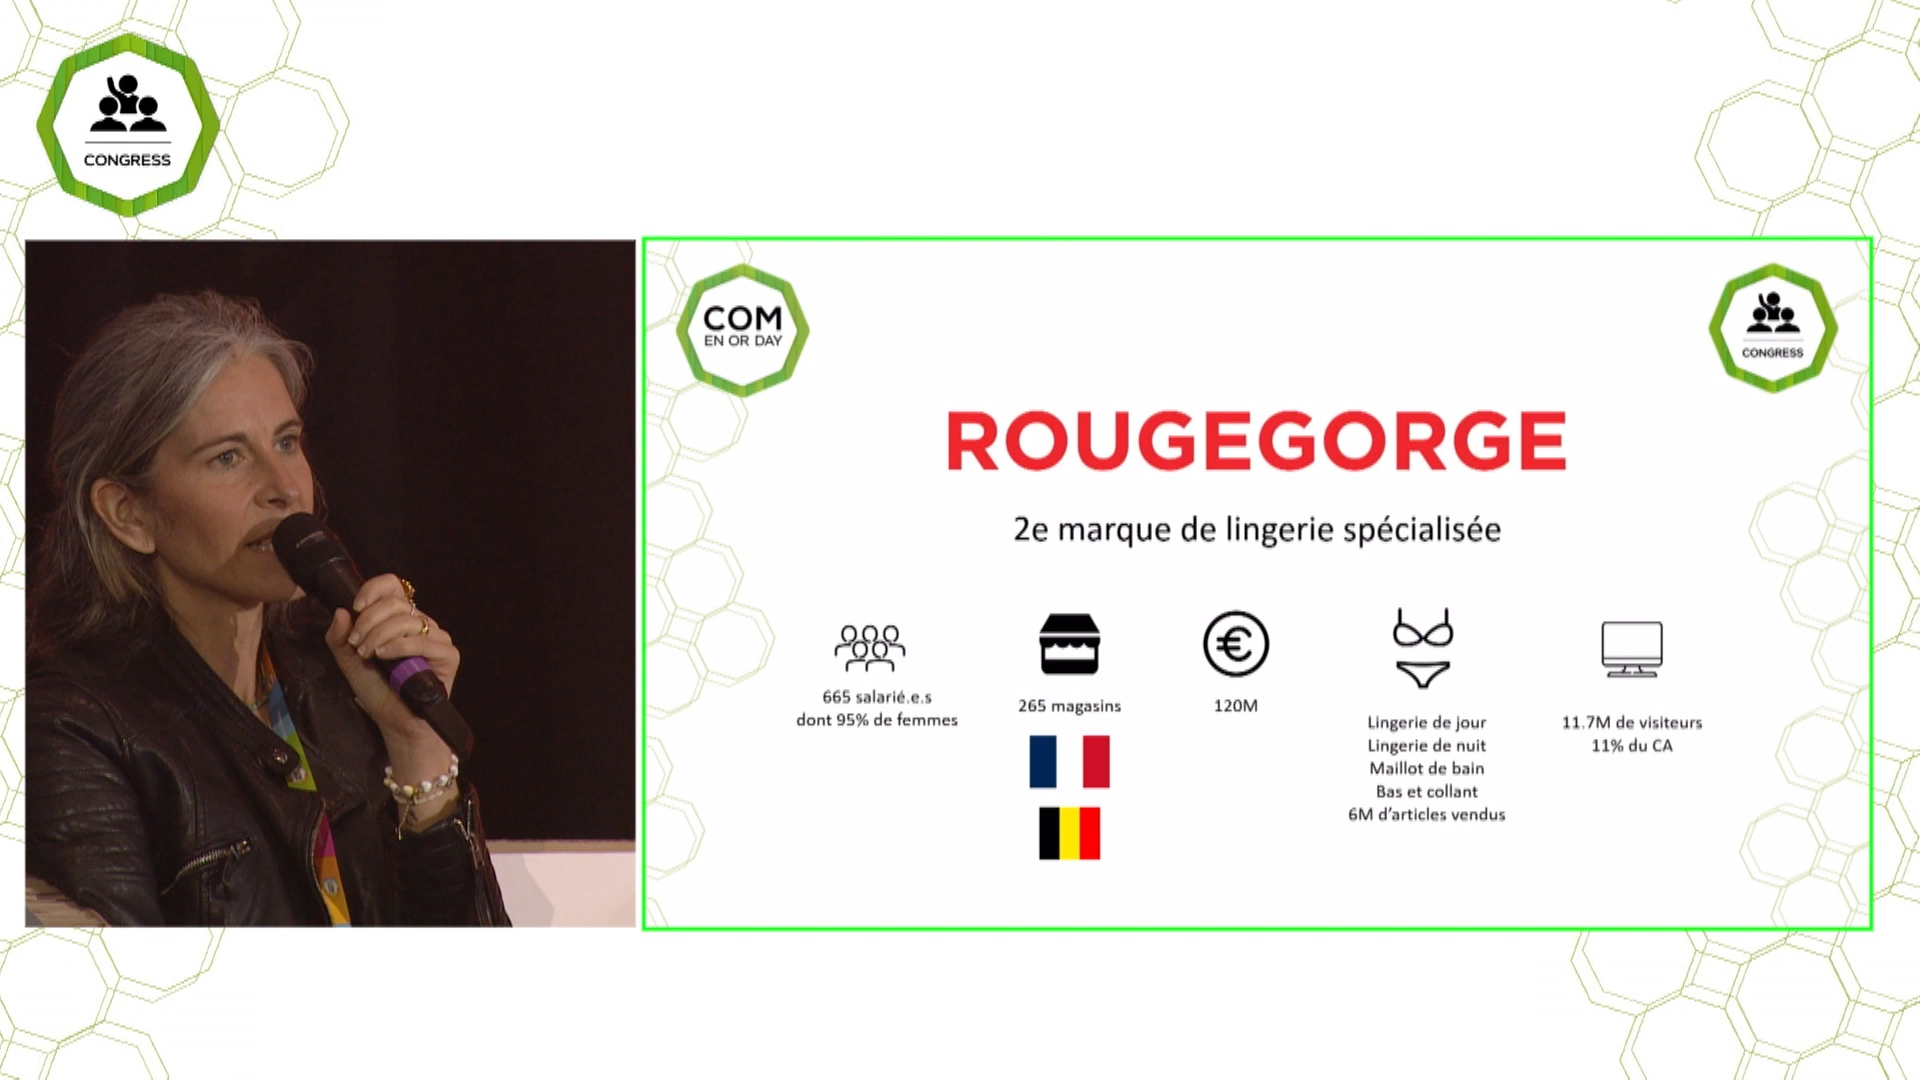 CONGRESS
COM
EN OR DAY
CONGRESS
ROUGEGORGE
2e marque de lingerie spécialisée
665 salarié.e.s
dont 95% de femmes
265 magasins
120M
Lingerie de jour
Lingerie de nuit
Maillot de bain
Bas et collant
6M d'articles vendus
11.7M de visiteurs
11% du CA